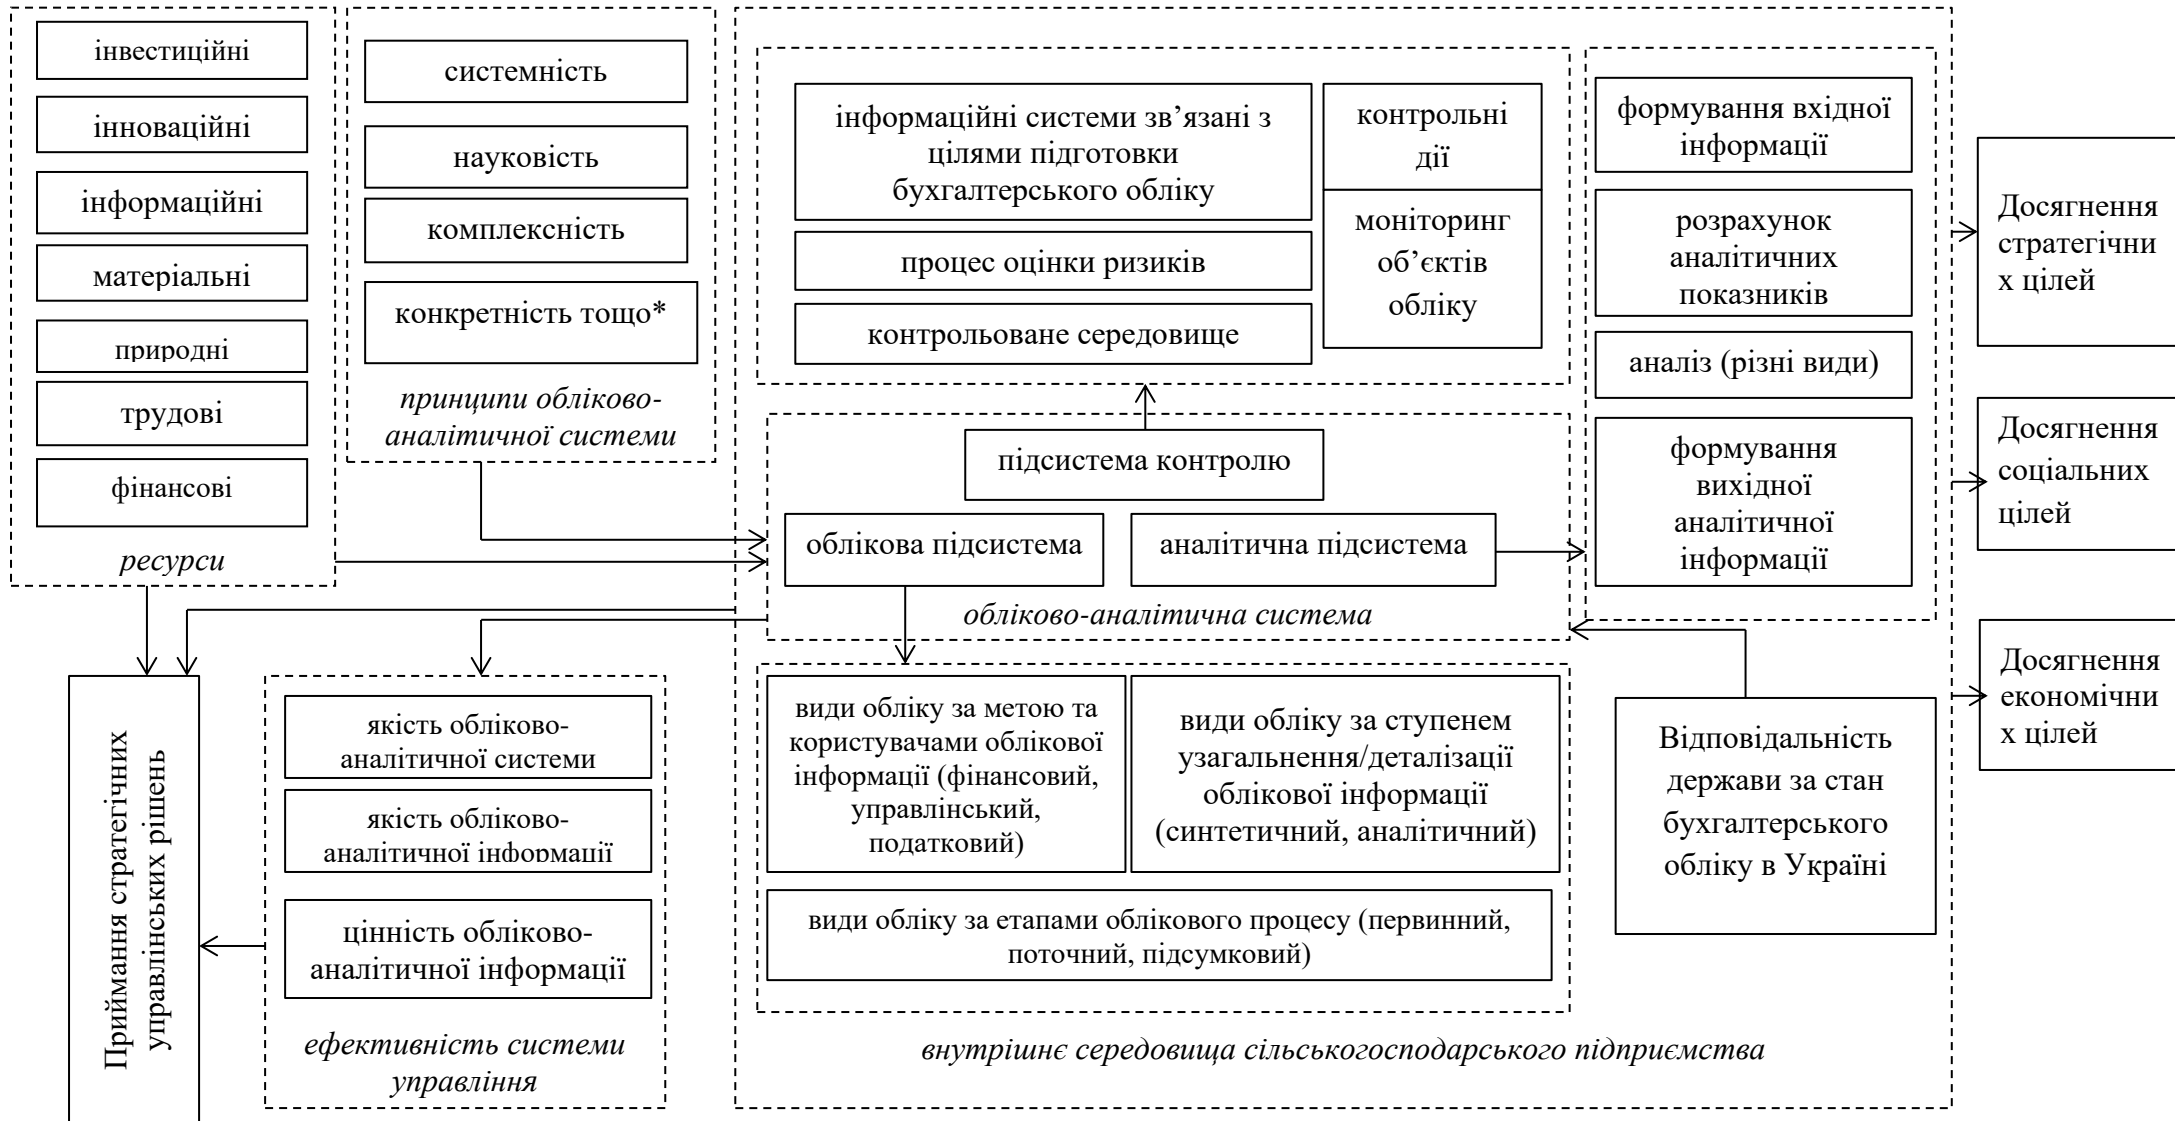 інвестиційні
інноваційні
інформаційні
матеріальні
природні
трудові
фінансові
ресурси
системність
науковість
комплексність
конкретність тощо*
принципи обліково-
аналітичної системи
інформаційні системи зв’язані з
цілями підготовки
бухгалтерського обліку
процес оцінки ризиків
контрольоване середовище
контрольні
дії
моніторинг
об’єктів
обліку
формування вхідної
інформації
розрахунок
аналітичних
показників
аналіз (різні види)
формування
вихідної
аналітичної
інформації
Досягнення
стратегічни
х цілей
Досягнення
соціальних
цілей
Досягнення
економічни
х цілей
підсистема контролю
облікова підсистема
аналітична підсистема
обліково-аналітична система
види обліку за метою та
користувачами облікової
інформації (фінансовий,
управлінський,
податковий)
види обліку за ступенем
узагальнення/деталізації
облікової інформації
(синтетичний, аналітичний)
види обліку за етапами облікового процесу (первинний,
поточний, підсумковий)
Відповідальність
держави за стан
бухгалтерського
обліку в Україні
внутрішнє середовища сільськогосподарського підприємства
Приймання стратегічних
управлінських рішень
якість обліково-
аналітичної системи
якість обліково-
аналітичної інформації
цінність обліково-
аналітичної інформації
ефективність системи
управління